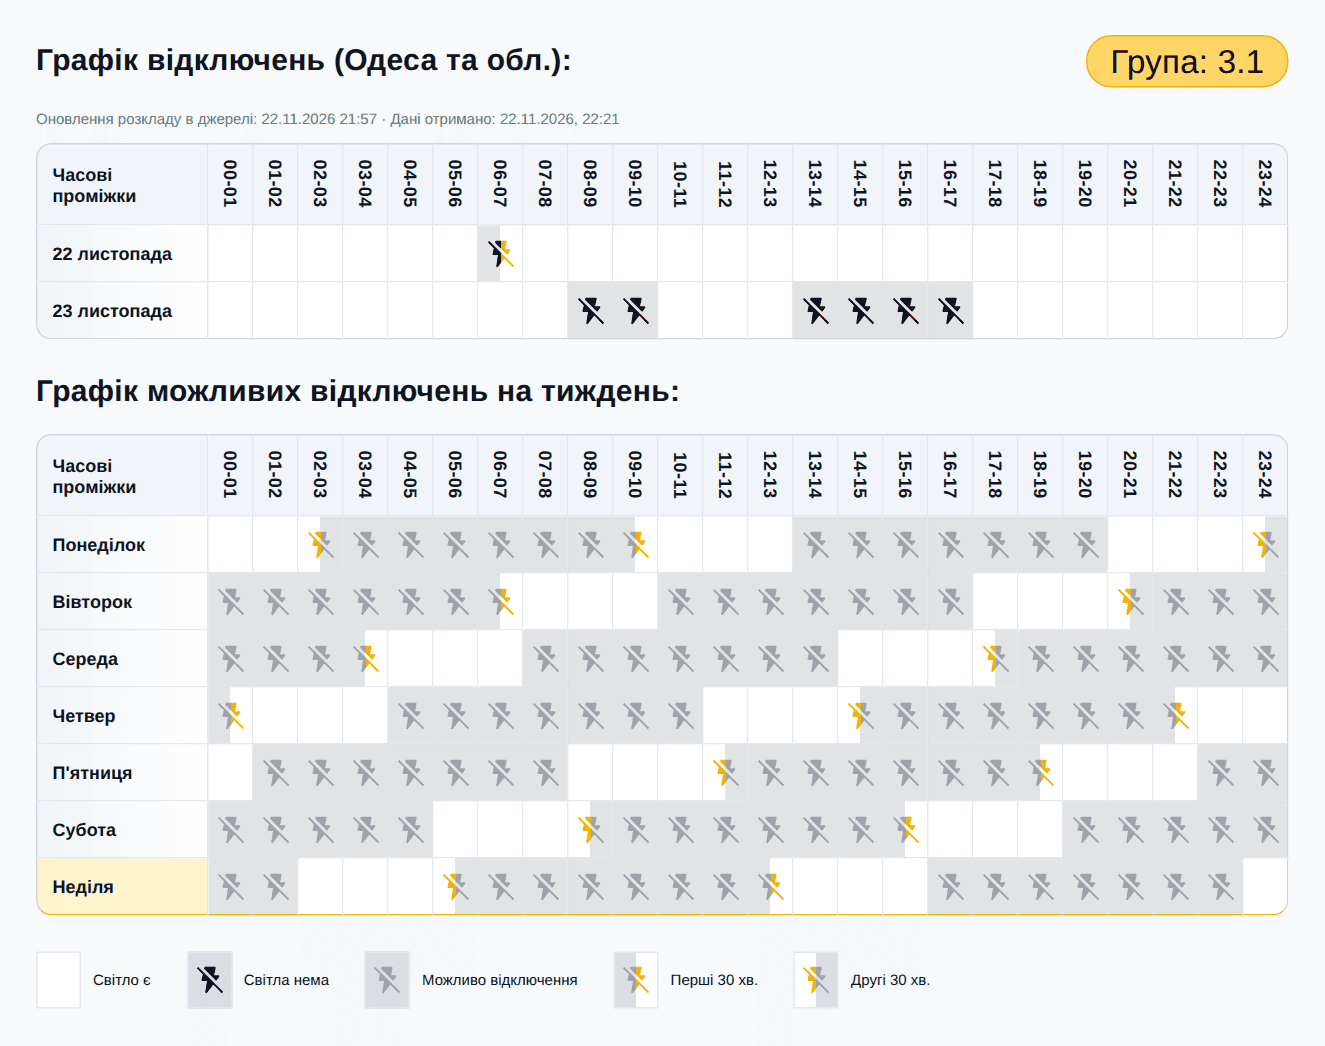 Графік відключень (Одеса та обл.):
Група: 3.1
Оновлення розкладу в джерелі: 22.11.2026 21:57 · Дані отримано: 22.11.2026, 22:21
Часові
проміжки
00-01 01-02 02-03 03-04 04-05 05-06 06-07 07-08 08-09 09-10 10-11 11-12 12-13 13-14 14-15 15-16 16-17 17-18 18-19 19-20 20-21 21-22 22-23 23-24
22 листопада
23 листопада
Графік можливих відключень на тиждень:
Часові
проміжки
00-01 01-02 02-03 03-04 04-05 05-06 06-07 07-08 08-09 09-10 10-11 11-12 12-13 13-14 14-15 15-16 16-17 17-18 18-19 19-20 20-21 21-22 22-23 23-24
Понеділок
Вівторок
Середа
Четвер
П'ятниця
Субота
Неділя
Світло є
Світла нема
Можливо відключення
Перші 30 хв.
Другі 30 хв.